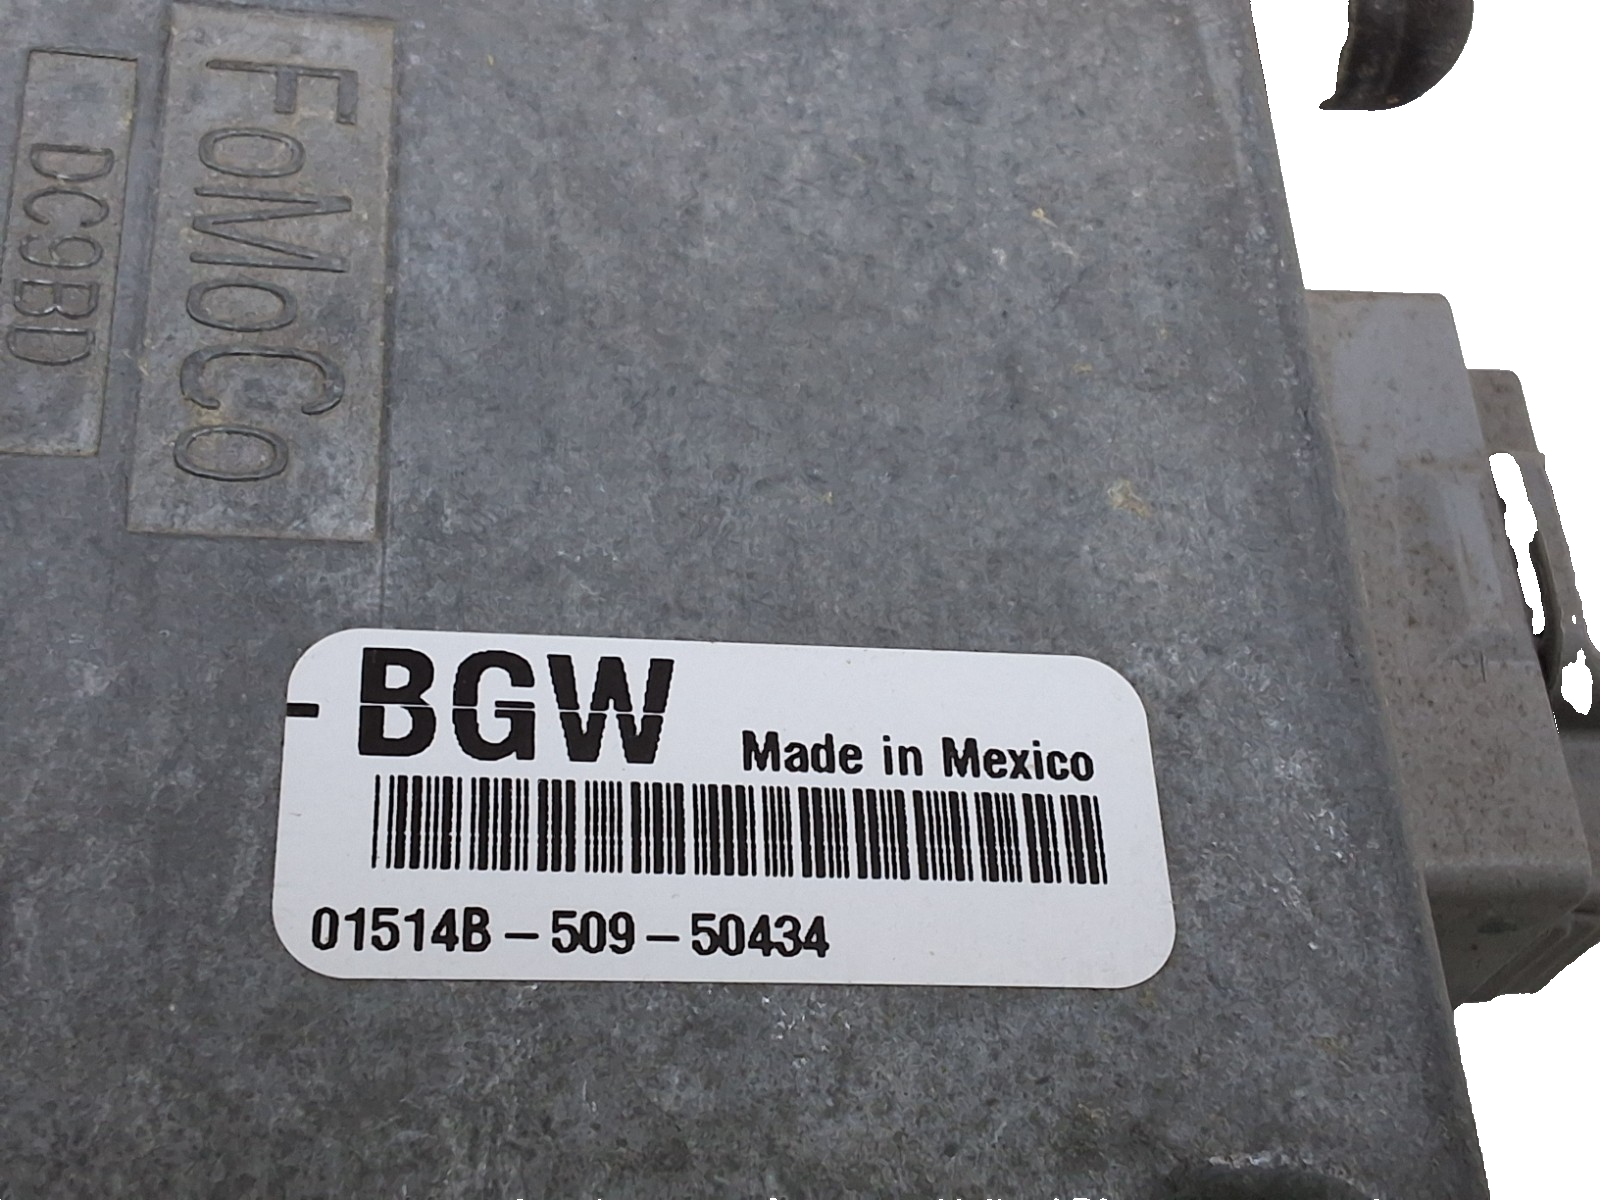 FoMoCo
DC9BD
- BGW
Made in Mexico
01514B-509-50434